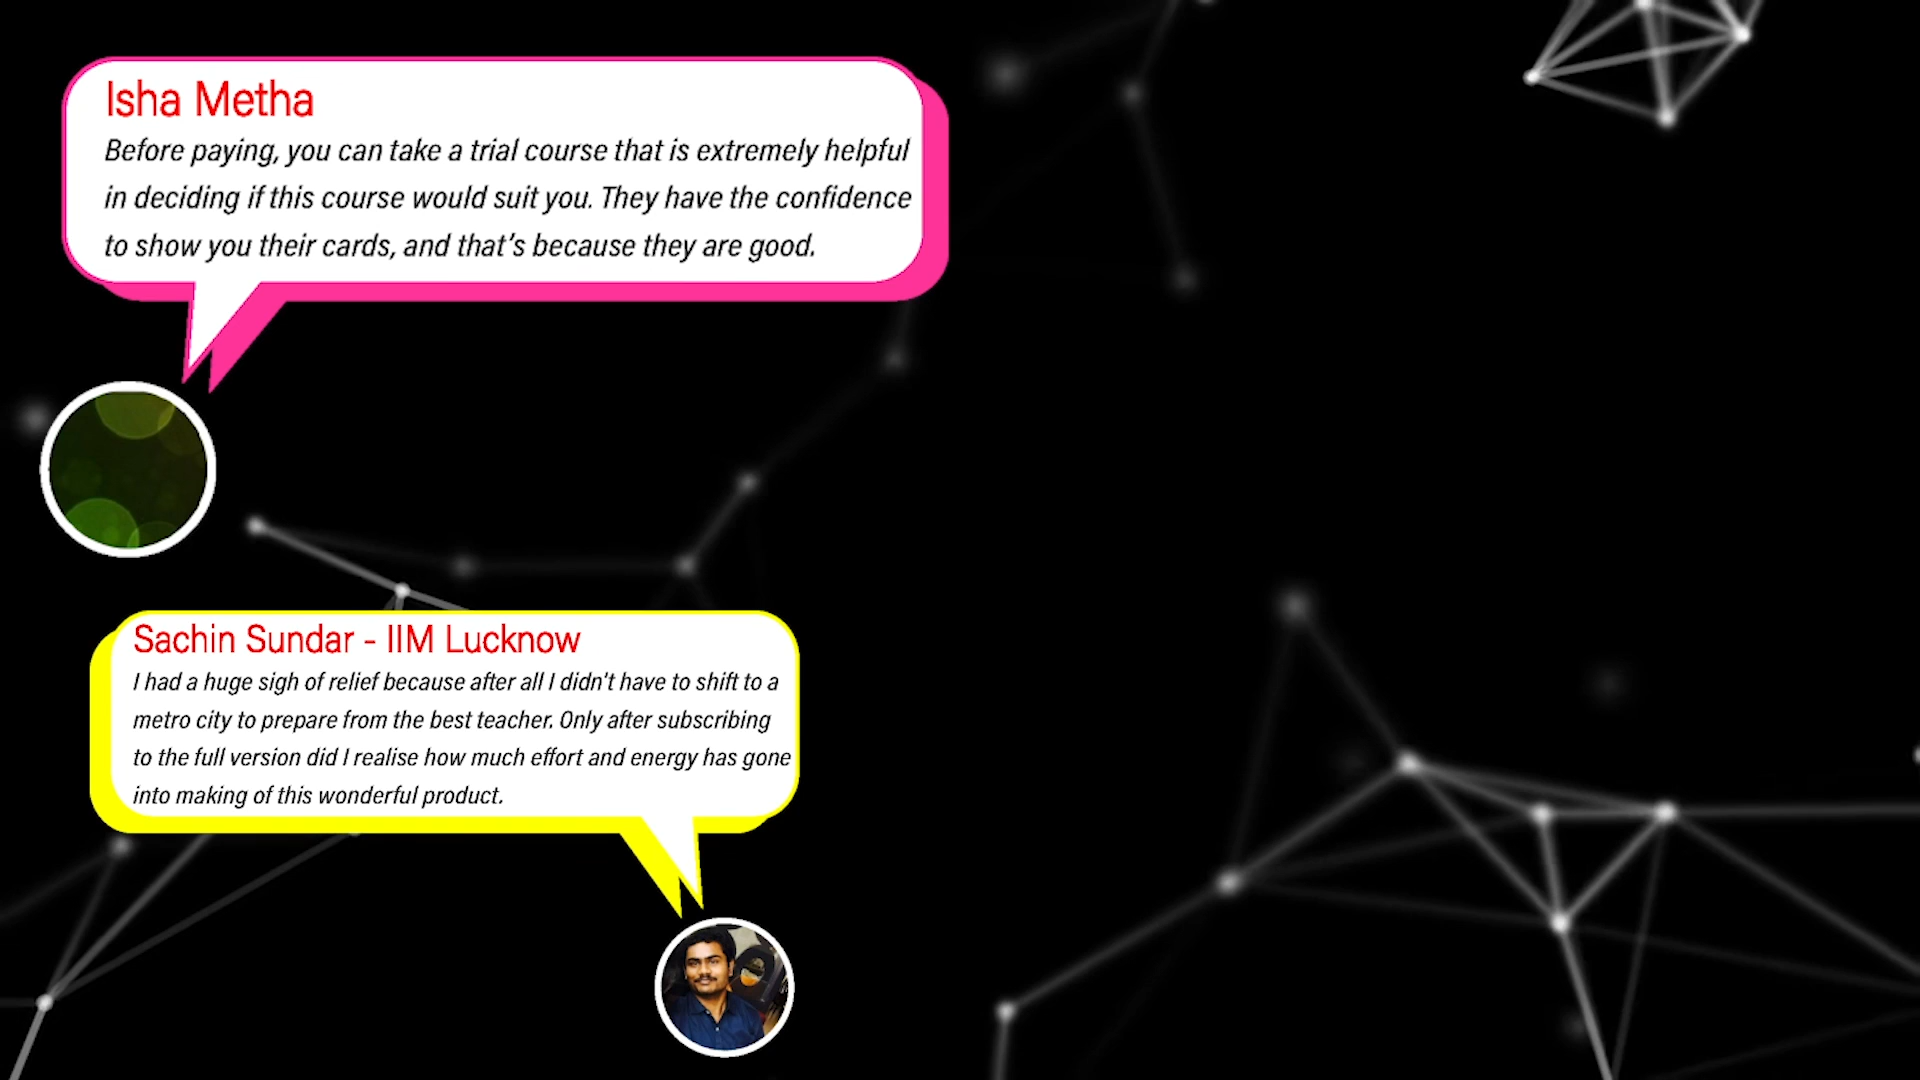 Isha Metha
Before paying, you can take a trial course that is extremely helpful
in deciding if this course would suit you. They have the confidence
to show you their cards, and that’s because they are good.
Sachin Sundar - IIM Lucknow
I had a huge sigh of relief because after all I didn't have to shift to a
metro city to prepare from the best teacher. Only after subscribing
to the full version did I realise how much effort and energy has gone
into making of this wonderful product.